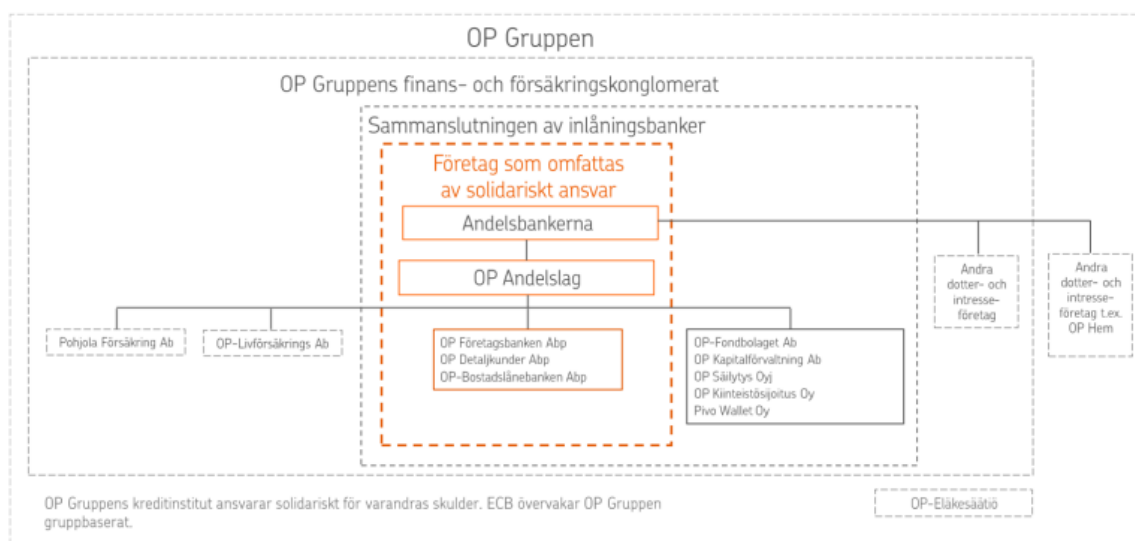 OP Gruppen
OP Gruppens finans- och försäkringskonglomerat
Sammanslutningen av inlåningsbanker
Företag som omfattas
av solidariskt ansvar
Andelsbankerna
OP Andelslag
Andra
dotter- och
intresse-
företag
Andra
dotter- och
intresse-
företag t.ex.
OP Hem
Pohjola Försäkring Ab
OP-Livförsäkrings Ab
OP Företagsbanken Abp
OP Detaljkunder Abp
OP-Bostadslånebanken Abp
OP-Fondbolaget Ab
OP Kapitalförvaltning Ab
OP Säilytys Oyj
OP Kiinteistösijoitus Oy
Pivo Wallet Oy
OP Gruppens kreditinstitut ansvarar solidariskt för varandras skulder. ECB övervakar OP Gruppen
gruppbaserat.
OP-Eläkesäätiö